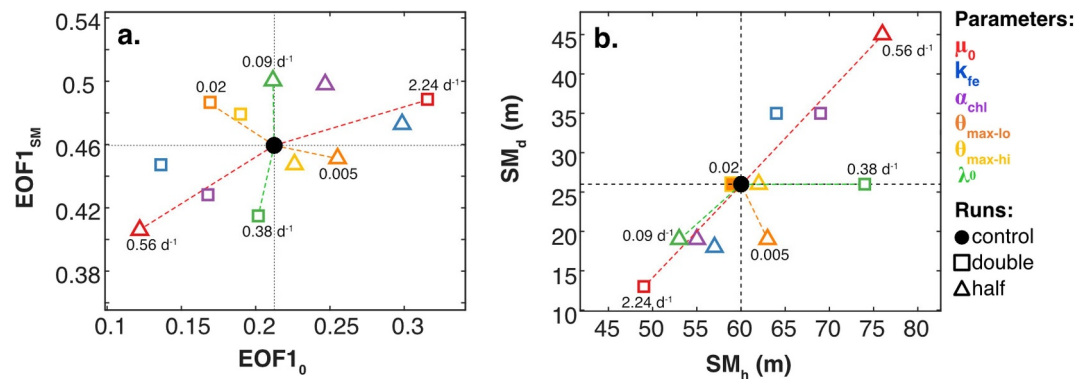 a.
0.54
0.5
0.46
0.42
0.38
EOF1SM
0.09 d-1
2.24 d-1
0.02
0.005
0.56 d-1
0.38 d-1
0.1 0.15 0.2 0.25 0.3
EOF10
b.
45
40
35
30
25
20
15
10
SMd (m)
0.56 d-1
0.02
0.38 d-1
0.09 d-1
0.005
2.24 d-1
45 50 55 60 65 70 75 80
SMh (m)
Parameters:
μ0
kfe
αchl
θmax-lo
θmax-hi
λ0
Runs:
control
double
half